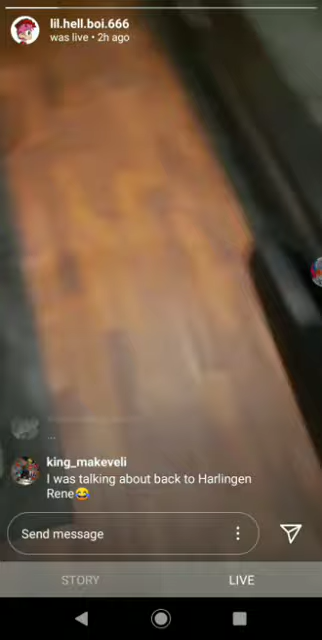 lil.hell.boi.666
was live • 2h ago
...
king_makeveli
I was talking about back to Harlingen
Rene😂
Send message
STORY LIVE